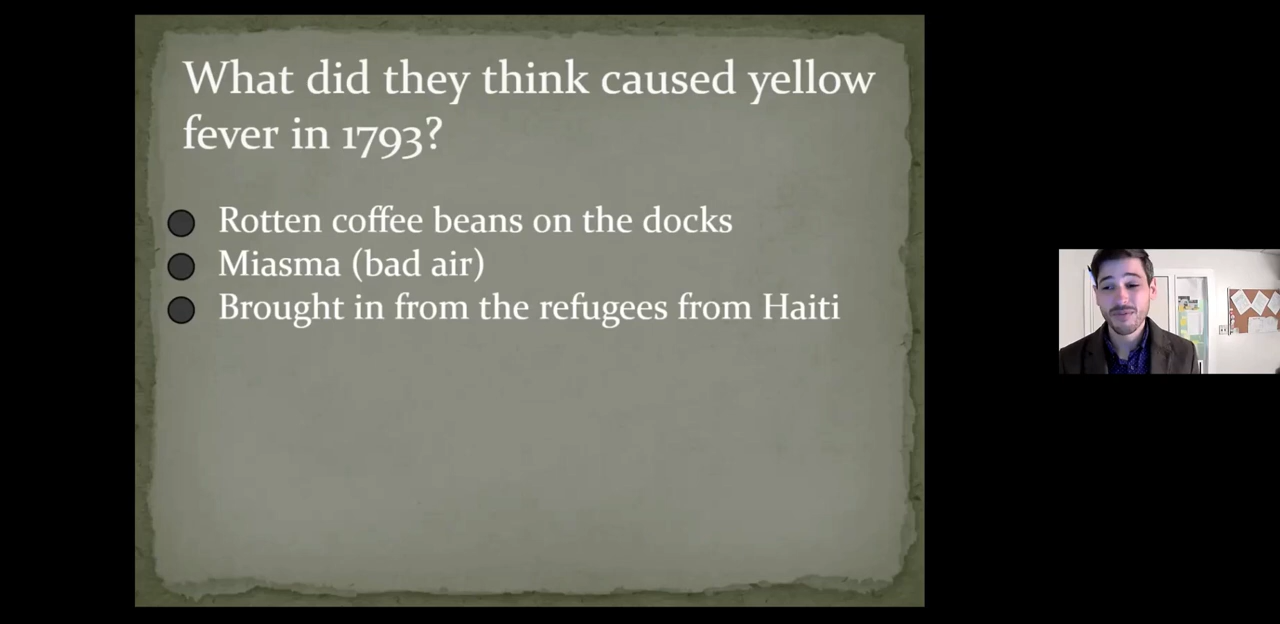 What did they think caused yellow
fever in 1793?
Rotten coffee beans on the docks
Miasma (bad air)
Brought in from the refugees from Haiti